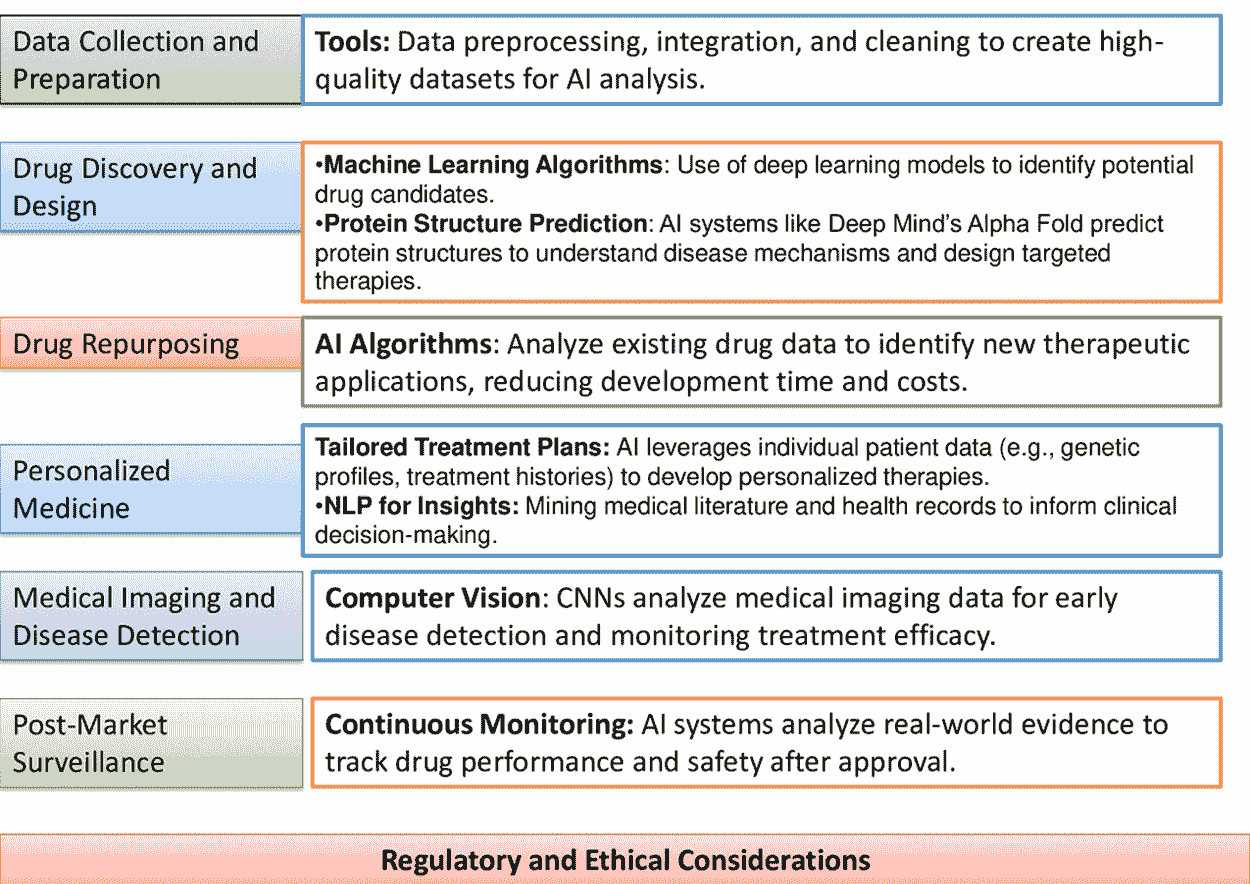 Data Collection and
Preparation
Tools: Data preprocessing, integration, and cleaning to create high-
quality datasets for AI analysis.
Drug Discovery and
Design
•Machine Learning Algorithms: Use of deep learning models to identify potential
drug candidates.
•Protein Structure Prediction: AI systems like Deep Mind's Alpha Fold predict
protein structures to understand disease mechanisms and design targeted
therapies.
Drug Repurposing
AI Algorithms: Analyze existing drug data to identify new therapeutic
applications, reducing development time and costs.
Personalized
Medicine
Tailored Treatment Plans: AI leverages individual patient data (e.g., genetic
profiles, treatment histories) to develop personalized therapies.
•NLP for Insights: Mining medical literature and health records to inform clinical
decision-making.
Medical Imaging and
Disease Detection
Computer Vision: CNNs analyze medical imaging data for early
disease detection and monitoring treatment efficacy.
Post-Market
Surveillance
Continuous Monitoring: AI systems analyze real-world evidence to
track drug performance and safety after approval.
Regulatory and Ethical Considerations